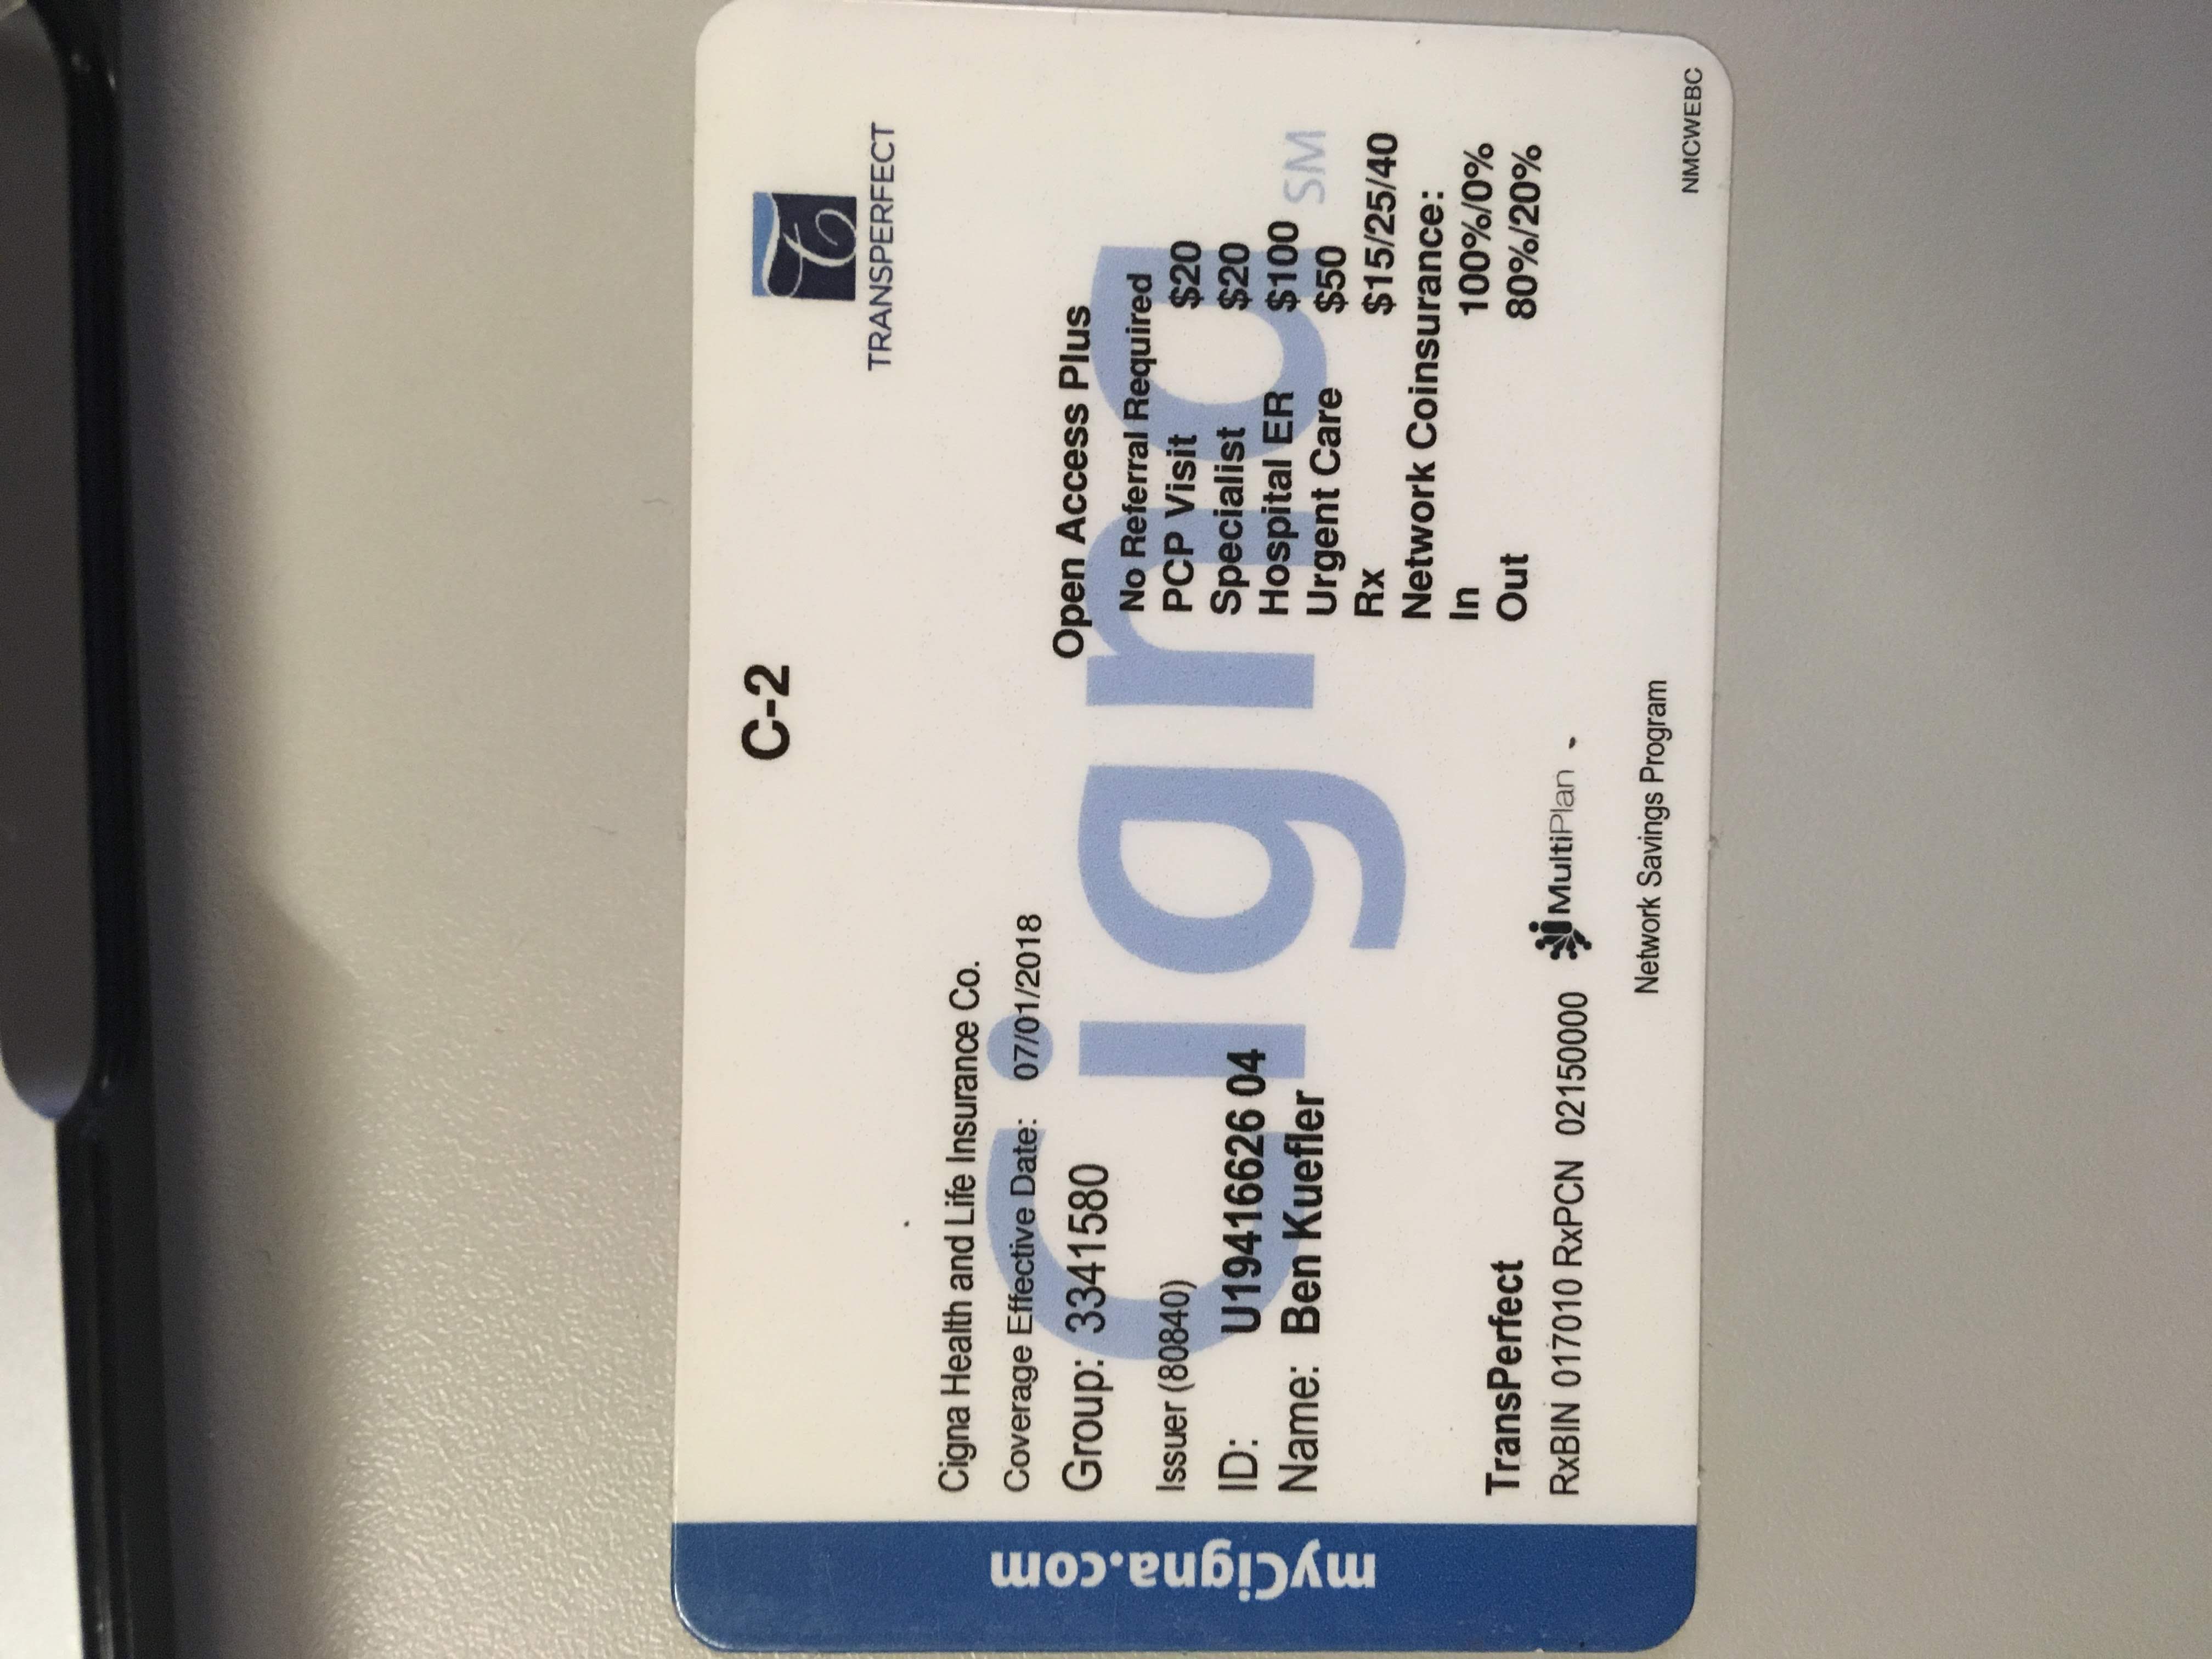 myCigna.com
C-2
TRANSPERFECT
Cigna Health and Life Insurance Co.
Coverage Effective Date: 07/01/2018
Group: 3341580
Issuer (80840)
ID: U19416626 04
Name: Ben Kuefler
TransPerfect
RxBIN 017010 RxPCN 02150000
MultiPlan
Network Savings Program
Cigna
SM
Open Access Plus
No Referral Required
PCP Visit $20
Specialist $20
Hospital ER $100
Urgent Care $50
Rx $15/25/40
Network Coinsurance:
In 100%/0%
Out 80%/20%
NMCWEBC